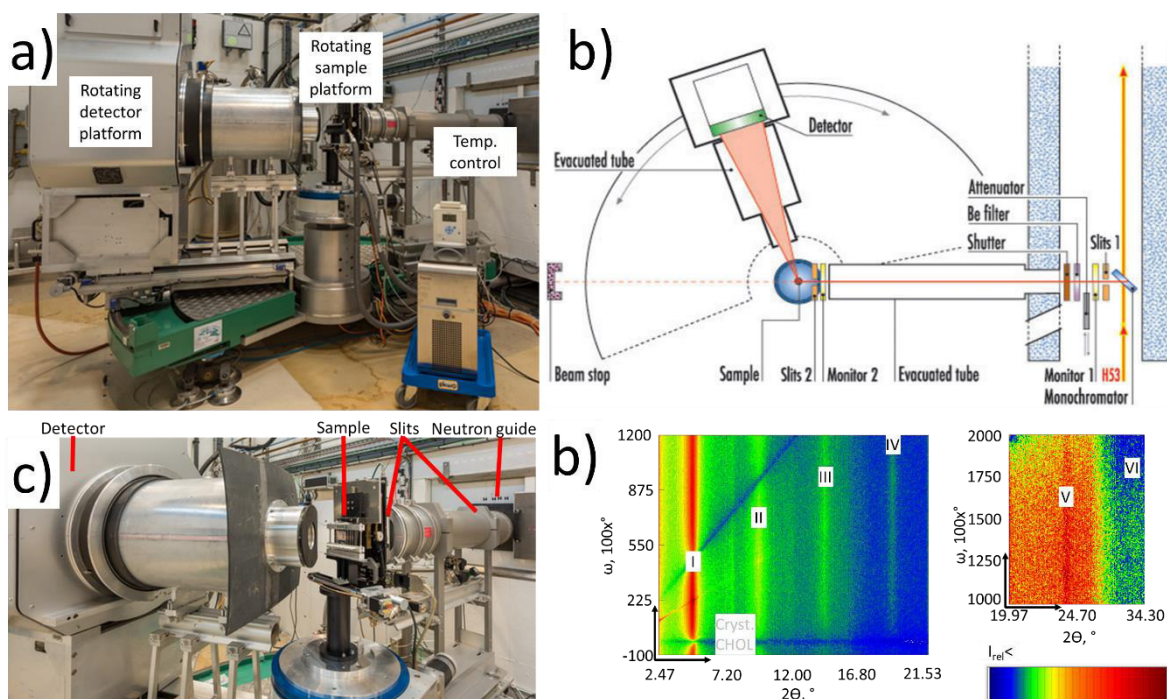 a)
Rotating
detector
platform
Rotating
sample
platform
Temp.
control
b)
Detector
Evacuated tube
Attenuator
Be filter
Shutter
Slits 1
Beam stop
Sample
Slits 2
Monitor 2
Evacuated tube
Monitor 1
H53
Monochromator
c)
Detector
Sample
Slits
Neutron guide
b)
ω, 100x°
1200
875
550
225
-100
2.47
7.20
12.00
16.80
21.53
2Θ, °
I
II
III
IV
Cryst.
CHOL
ω, 100x°
2000
1750
1500
1250
1000
19.97
24.70
34.30
2Θ, °
V
VI
I_rel<